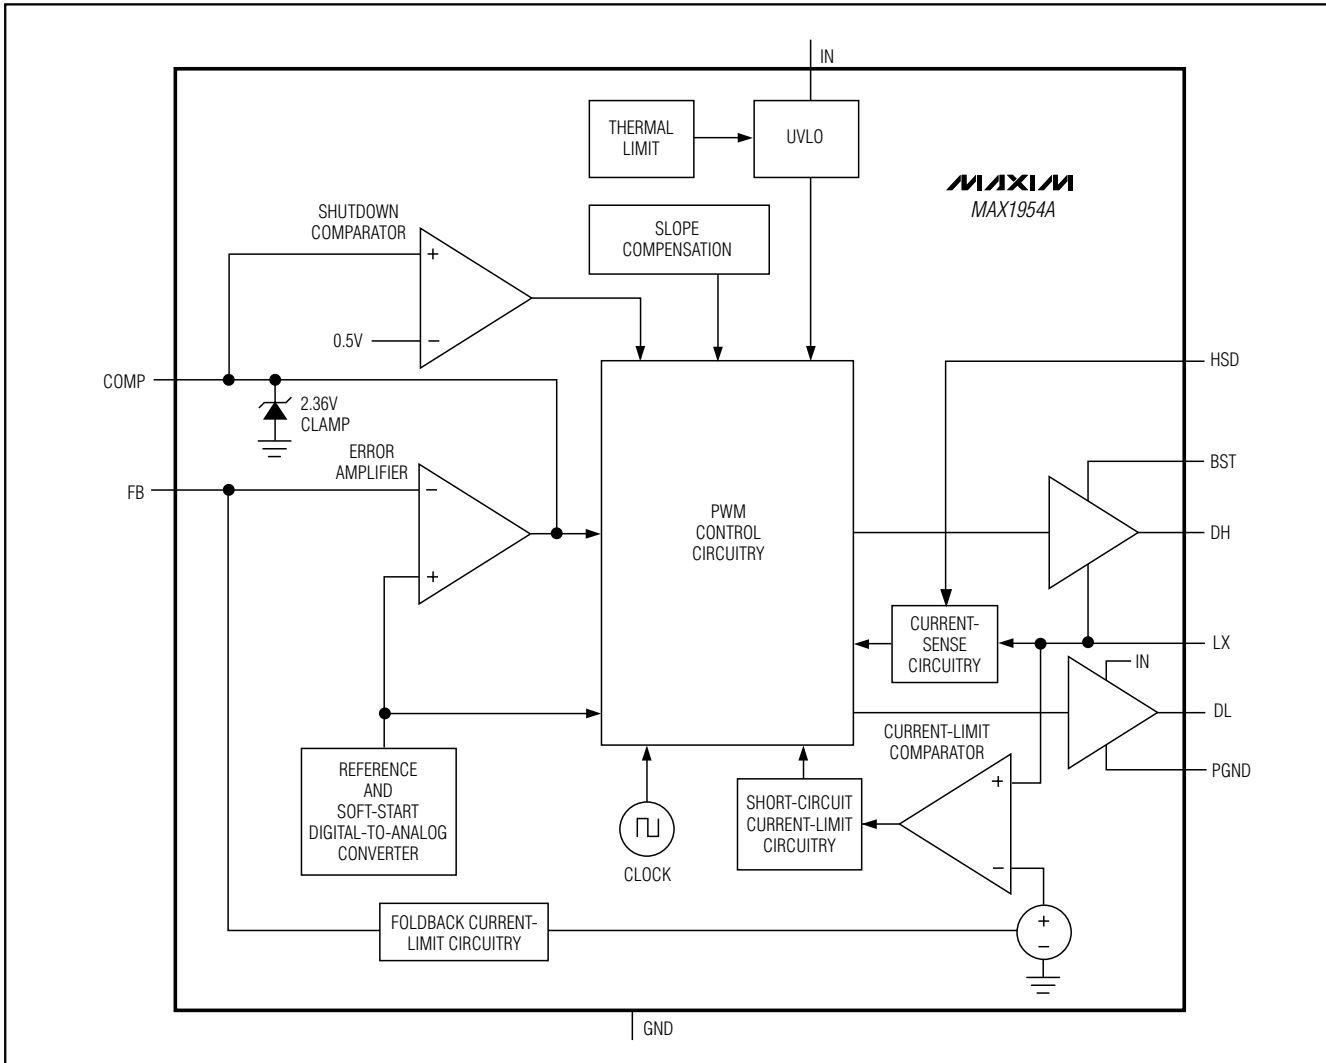 IN
THERMAL
LIMIT
UVLO
MAXIM
MAX1954A
SHUTDOWN
COMPARATOR
+
−
0.5V
SLOPE
COMPENSATION
COMP
2.36V
CLAMP
HSD
ERROR
AMPLIFIER
FB
−
+
BST
PWM
CONTROL
CIRCUITRY
DH
CURRENT-
SENSE
CIRCUITRY
LX
IN
DL
CURRENT-LIMIT
COMPARATOR
+
−
PGND
REFERENCE
AND
SOFT-START
DIGITAL-TO-ANALOG
CONVERTER
CLOCK
SHORT-CIRCUIT
CURRENT-LIMIT
CIRCUITRY
FOLDBACK CURRENT-
LIMIT CIRCUITRY
+
−
GND